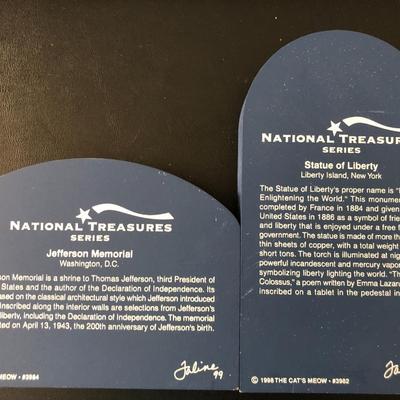 NATIONAL TREASURES
SERIES
Jefferson Memorial
Washington, D.C.
son Memorial is a shrine to Thomas Jefferson, third President of
States and the author of the Declaration of Independence. Its
ased on the classical architectural style which Jefferson introduced
nscribed along the interior walls are selections from Jefferson's
liberty, including the Declaration of Independence. The memorial
ted on April 13, 1943, the 200th anniversary of Jefferson's birth.
MEOW • #3984
Jaline 99
NATIONAL TREASU
SERIES
Statue of Liberty
Liberty Island, New York
The Statue of Liberty's proper name is "L
Enlightening the World." This monument
completed by France in 1884 and given
United States in 1886 as a symbol of frie
and liberty that is enjoyed under a free f
government. The statue is made of more th
thin sheets of copper, with a total weight
short tons. The torch is illuminated at nig
powerful incandescent and mercury vapor
symbolizing liberty lighting the world. "Th
Colossus," a poem written by Emma Lazaru
inscribed on a tablet in the pedestal in
© 1998 THE CAT'S MEOW • #3982